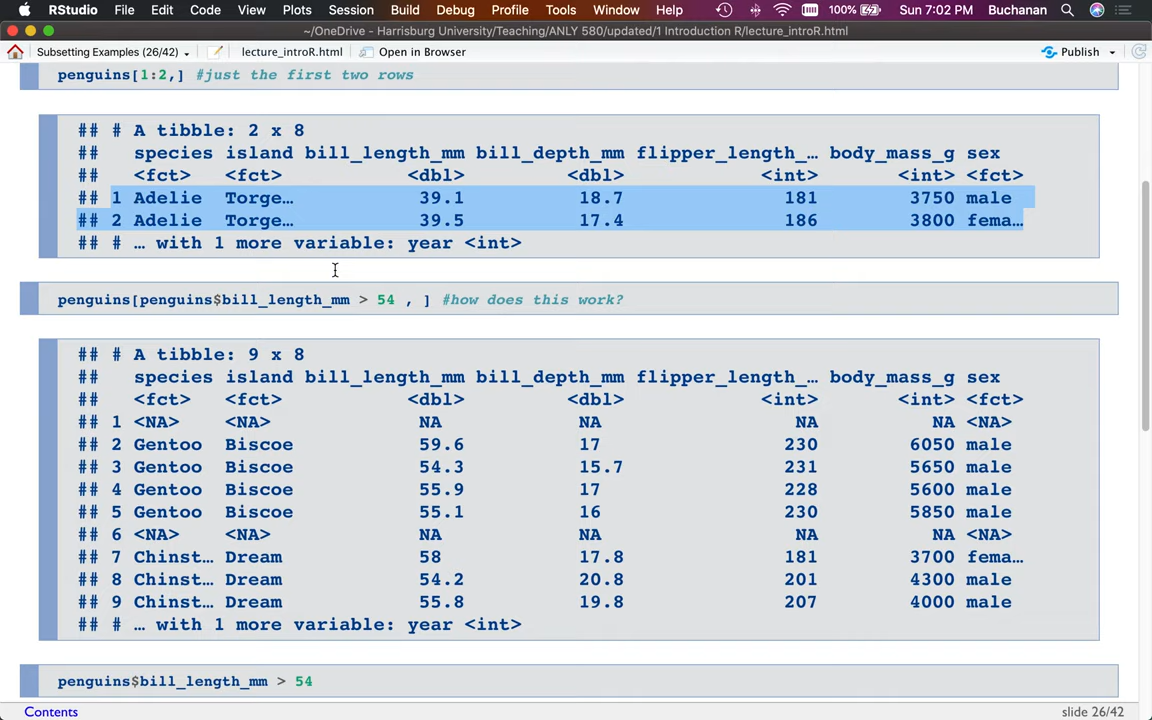 RStudio File Edit Code View Plots Session Build Debug Profile Tools Window Help 100% Sun 7:02 PM Buchanan
~/OneDrive - Harrisburg University/Teaching/ANLY 580/updated/1 Introduction R/lecture_introR.html
Subsetting Examples (26/42) lecture_introR.html Open in Browser Publish
penguins[1:2,] #just the first two rows
## # A tibble: 2 x 8
## species island bill_length_mm bill_depth_mm flipper_length_… body_mass_g sex
## <fct> <fct> <dbl> <dbl> <int> <int> <fct>
## 1 Adelie Torge… 39.1 18.7 181 3750 male
## 2 Adelie Torge… 39.5 17.4 186 3800 fema…
## # … with 1 more variable: year <int>
penguins[penguins$bill_length_mm > 54 , ] #how does this work?
## # A tibble: 9 x 8
## species island bill_length_mm bill_depth_mm flipper_length_… body_mass_g sex
## <fct> <fct> <dbl> <dbl> <int> <int> <fct>
## 1 <NA> <NA> NA NA NA NA <NA>
## 2 Gentoo Biscoe 59.6 17 230 6050 male
## 3 Gentoo Biscoe 54.3 15.7 231 5650 male
## 4 Gentoo Biscoe 55.9 17 228 5600 male
## 5 Gentoo Biscoe 55.1 16 230 5850 male
## 6 <NA> <NA> NA NA NA NA <NA>
## 7 Chinst… Dream 58 17.8 181 3700 fema…
## 8 Chinst… Dream 54.2 20.8 201 4300 male
## 9 Chinst… Dream 55.8 19.8 207 4000 male
## # … with 1 more variable: year <int>
penguins$bill_length_mm > 54
Contents slide 26/42